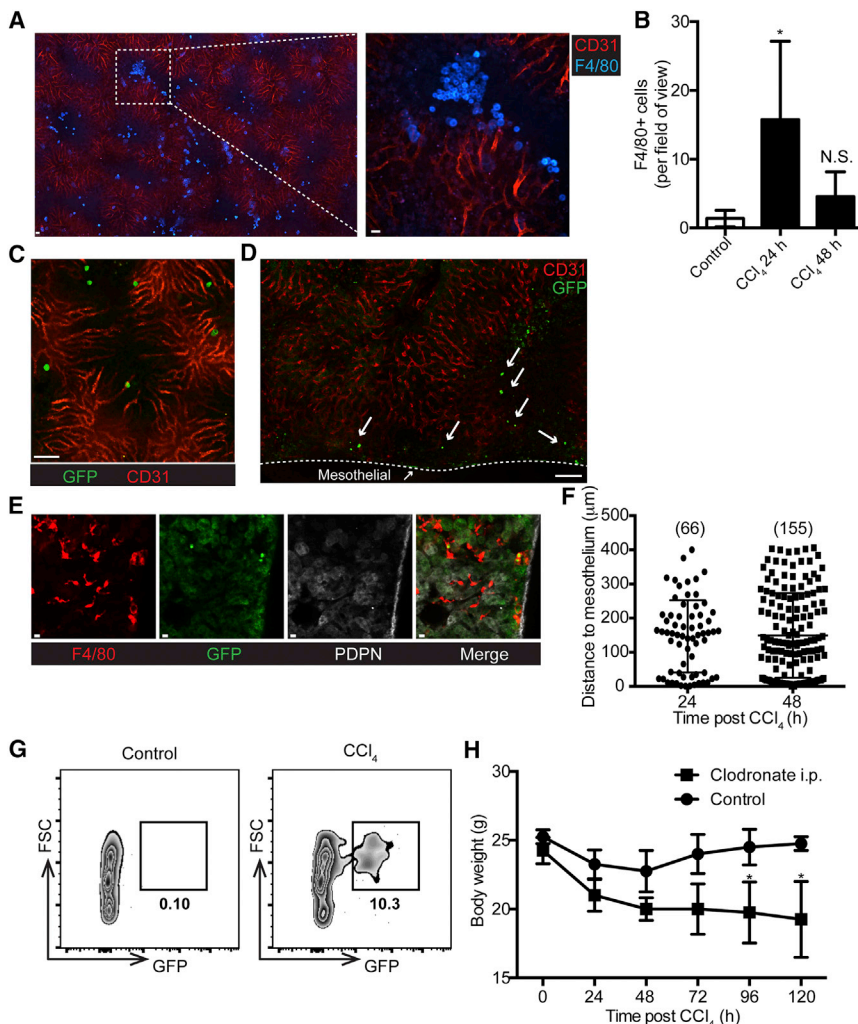 A
CD31
F4/80
B
30
20
10
0
F4/80+ cells
(per field of view)
*
N.S.
Control
CCl4 24 h
CCl4 48 h
C
GFP CD31
D
CD31
GFP
Mesothelial
E
F4/80 GFP PDPN Merge
F
Distance to mesothelium (μm)
500
400
300
200
100
0
(66) (155)
24 48
Time post CCl4 (h)
G
Control CCl4
FSC FSC
0.10 10.3
GFP GFP
H
Clodronate i.p.
Control
Body weight (g)
30
25
20
15
* *
0 24 48 72 96 120
Time post CCl4 (h)